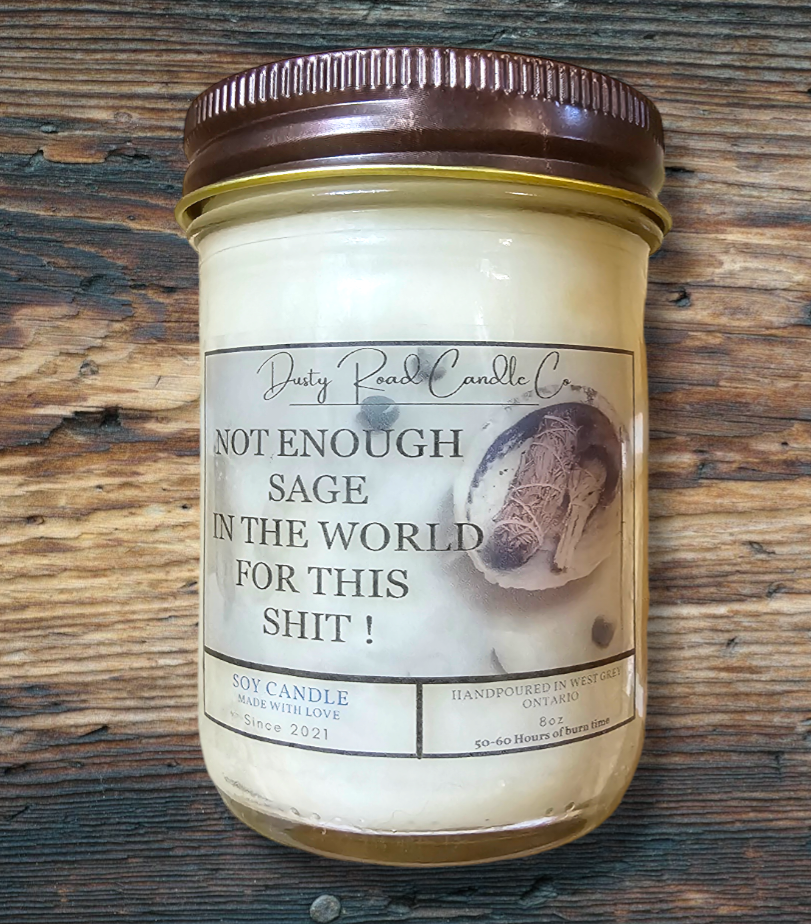 Dusty Road Candle Co.
NOT ENOUGH
SAGE
IN THE WORLD
FOR THIS
SHIT !
SOY CANDLE
MADE WITH LOVE
Since 2021
HANDPOURED IN WEST GREY
ONTARIO
8oz
50-60 Hours of burn time